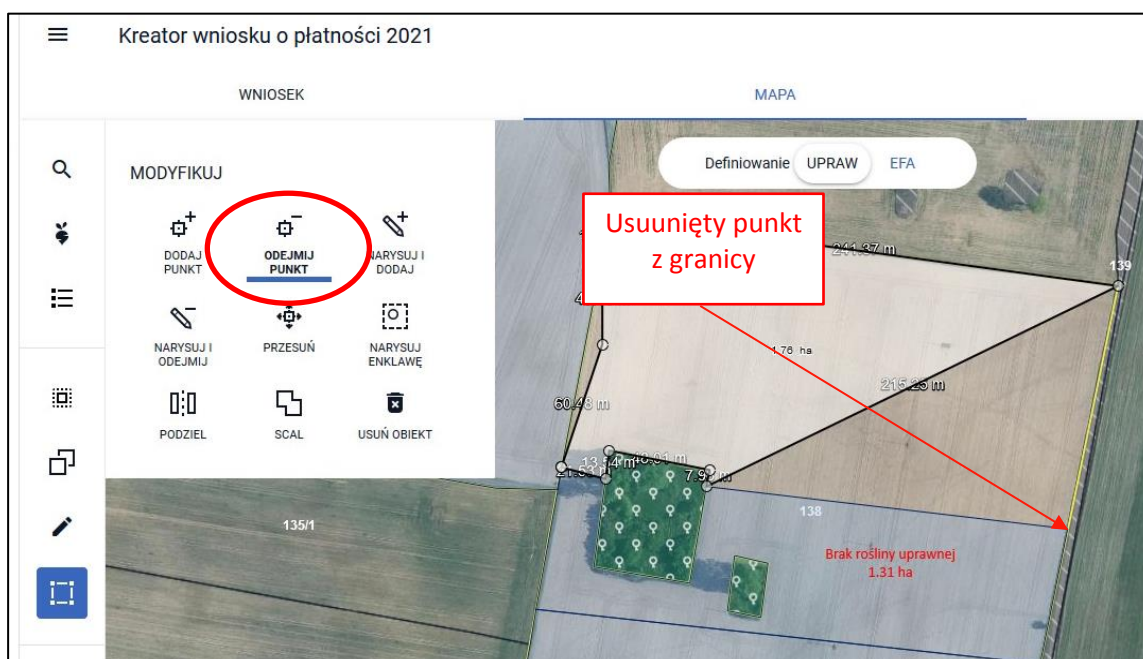 Kreator wniosku o płatności 2021
WNIOSEK
MAPA
MODYFIKUJ
DODAJ
PUNKT
ODEJMIJ
PUNKT
NARYSUJ I
DODAJ
NARYSUJ I
ODEJMIJ
PRZESUŃ
NARYSUJ
ENKLAWĘ
PODZIEL
SCAL
USUŃ OBIEKT
Definiowanie UPRAW EFA
Usuunięty punkt
z granicy
241.37 m
139
1.76 ha
215.25 m
60.48 m
135/1
138
Brak rośliny uprawnej
1.31 ha